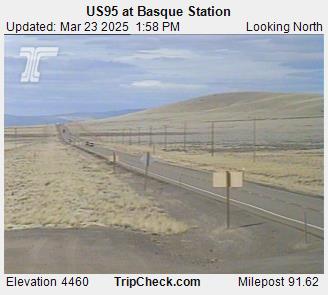 US95 at Basque Station
Updated: Mar 23 2025 1:58 PM Looking North
Elevation 4460 TripCheck.com Milepost 91.62